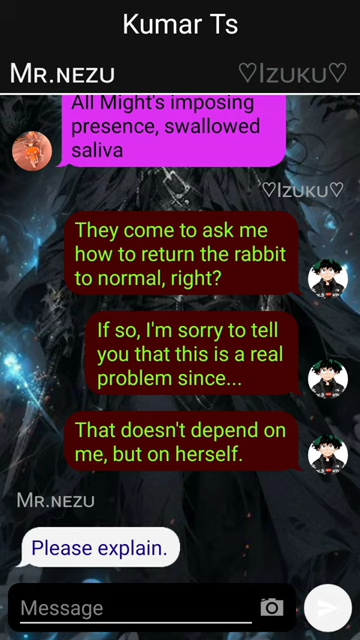 Kumar Ts
Mr.nezu
♡Izuku♡
All Might's imposing
presence, swallowed
saliva
♡Izuku♡
They come to ask me
how to return the rabbit
to normal, right?
If so, I'm sorry to tell
you that this is a real
problem since...
That doesn't depend on
me, but on herself.
Mr.nezu
Please explain.
Message